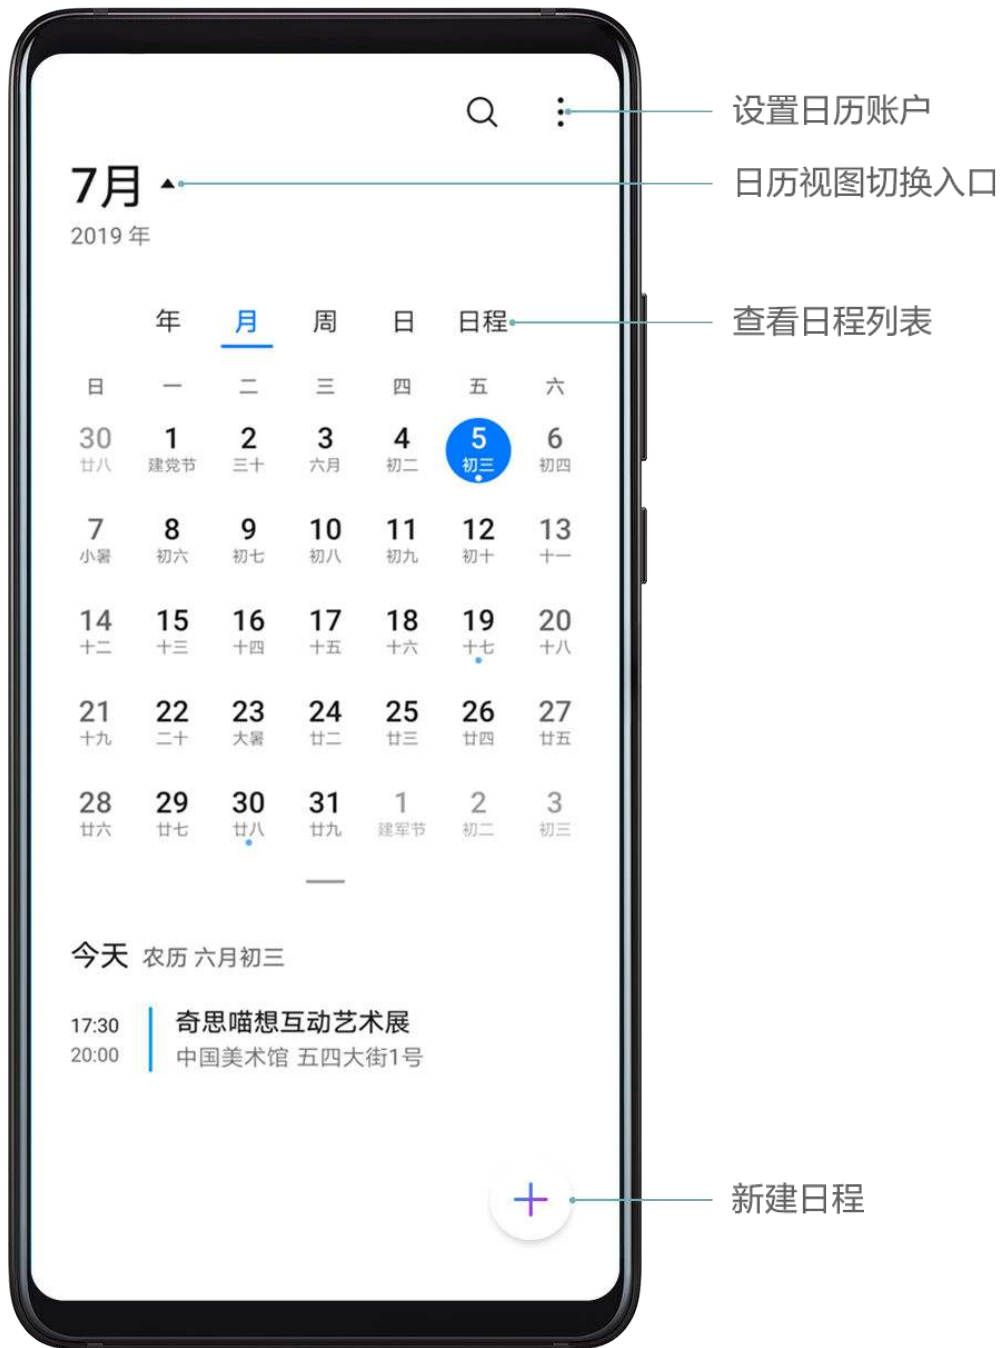 设置日历账户
7月
日历视图切换入口
2019 年
年 月 周 日 日程
查看日程列表
日 一 二 三 四 五 六
30 1 2 3 4 5 6
廿八 建党节 三十 六月 初二 初三 初四
7 8 9 10 11 12 13
小暑 初六 初七 初八 初九 初十 十一
14 15 16 17 18 19 20
十二 十三 十四 十五 十六 十七 十八
21 22 23 24 25 26 27
十九 二十 大暑 廿二 廿三 廿四 廿五
28 29 30 31 1 2 3
廿六 廿七 廿八 廿九 建军节 初二 初三
今天 农历 六月初三
17:30 奇思喵想互动艺术展
20:00 中国美术馆 五四大街1号
新建日程